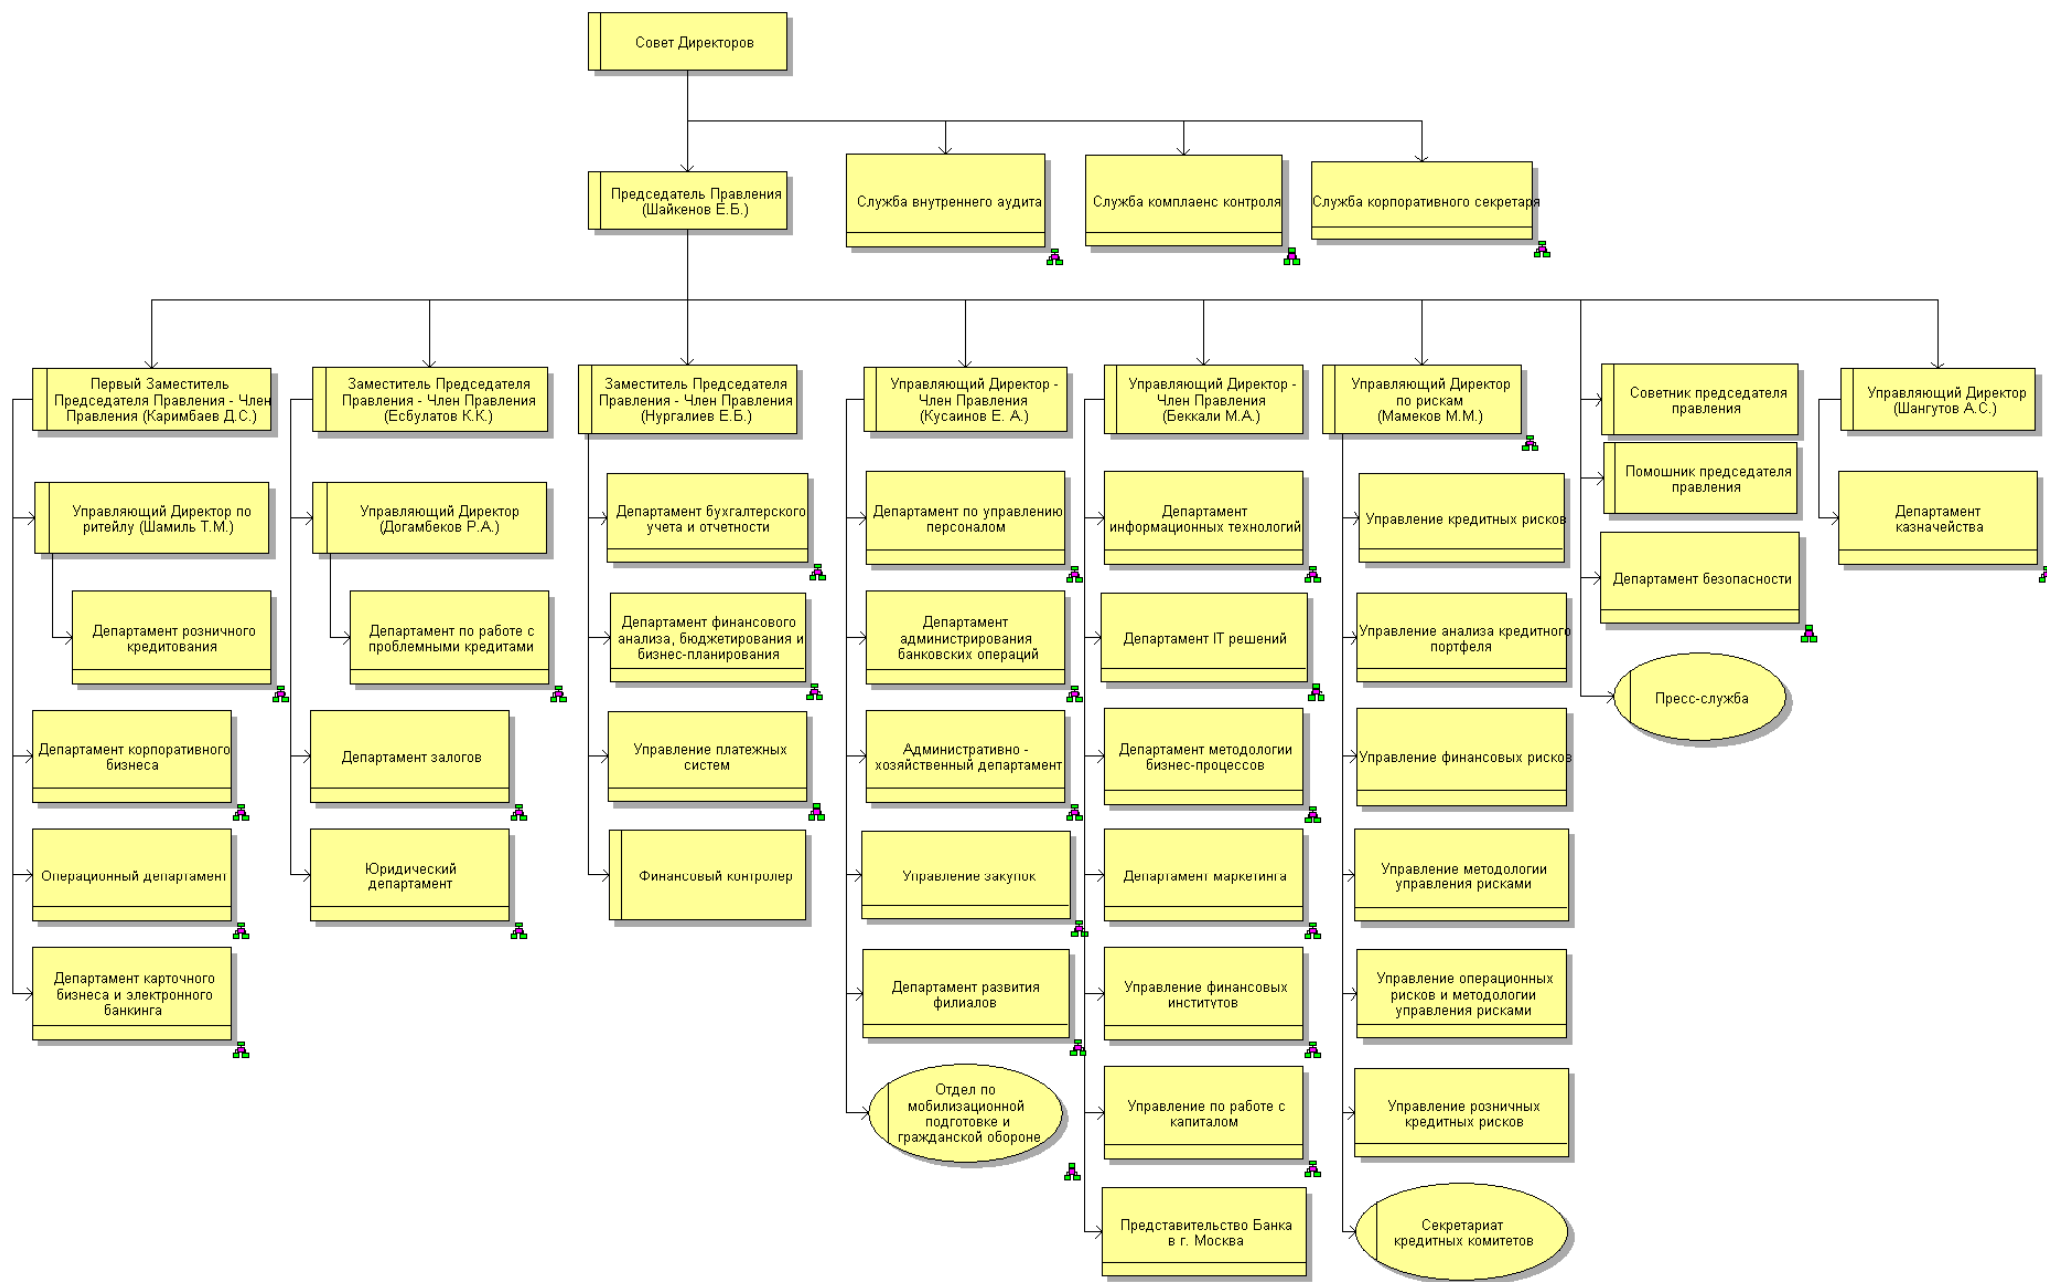 Совет Директоров
Председатель Правления
(Шайкенов Е.Б.)
Служба внутреннего аудита
Служба комплаенс контроля
Служба корпоративного секретаря
Первый Заместитель
Председателя Правления - Член
Правления (Каримбаев Д.С.)
Заместитель Председателя
Правления - Член Правления
(Есбулатов К.К.)
Заместитель Председателя
Правления - Член Правления
(Нургалиев Е.Б.)
Управляющий Директор -
Член Правления
(Кусаинов Е. А.)
Управляющий Директор -
Член Правления
(Беккали М.А.)
Управляющий Директор
по рискам
(Мамеков М.М.)
Советник председателя
правления
Управляющий Директор
(Шангутов А.С.)
Помошник председателя
правления
Управляющий Директор по
ритейлу (Шамиль Т.М.)
Управляющий Директор
(Догамбеков Р.А.)
Департамент бухгалтерского
учета и отчетности
Департамент по управлению
персоналом
Департамент
информационных технологий
Управление кредитных рисков
Департамент
казначейства
Департамент безопасности
Департамент розничного
кредитования
Департамент по работе с
проблемными кредитами
Департамент финансового
анализа, бюджетирования и
бизнес-планирования
Департамент
администрирования
банковских операций
Департамент IT решений
Управление анализа кредитного
портфеля
Пресс-служба
Департамент корпоративного
бизнеса
Департамент залогов
Управление платежных
систем
Административно -
хозяйственный департамент
Департамент методологии
бизнес-процессов
Управление финансовых рисков
Операционный департамент
Юридический
департамент
Финансовый контролер
Управление закупок
Департамент маркетинга
Управление методологии
управления рисками
Департамент карточного
бизнеса и электронного
банкинга
Департамент развития
филиалов
Управление финансовых
институтов
Управление операционных
рисков и методологии
управления рисками
Отдел по
мобилизационной
подготовке и
гражданской обороне
Управление по работе с
капиталом
Управление розничных
кредитных рисков
Представительство Банка
в г. Москва
Секретариат
кредитных комитетов